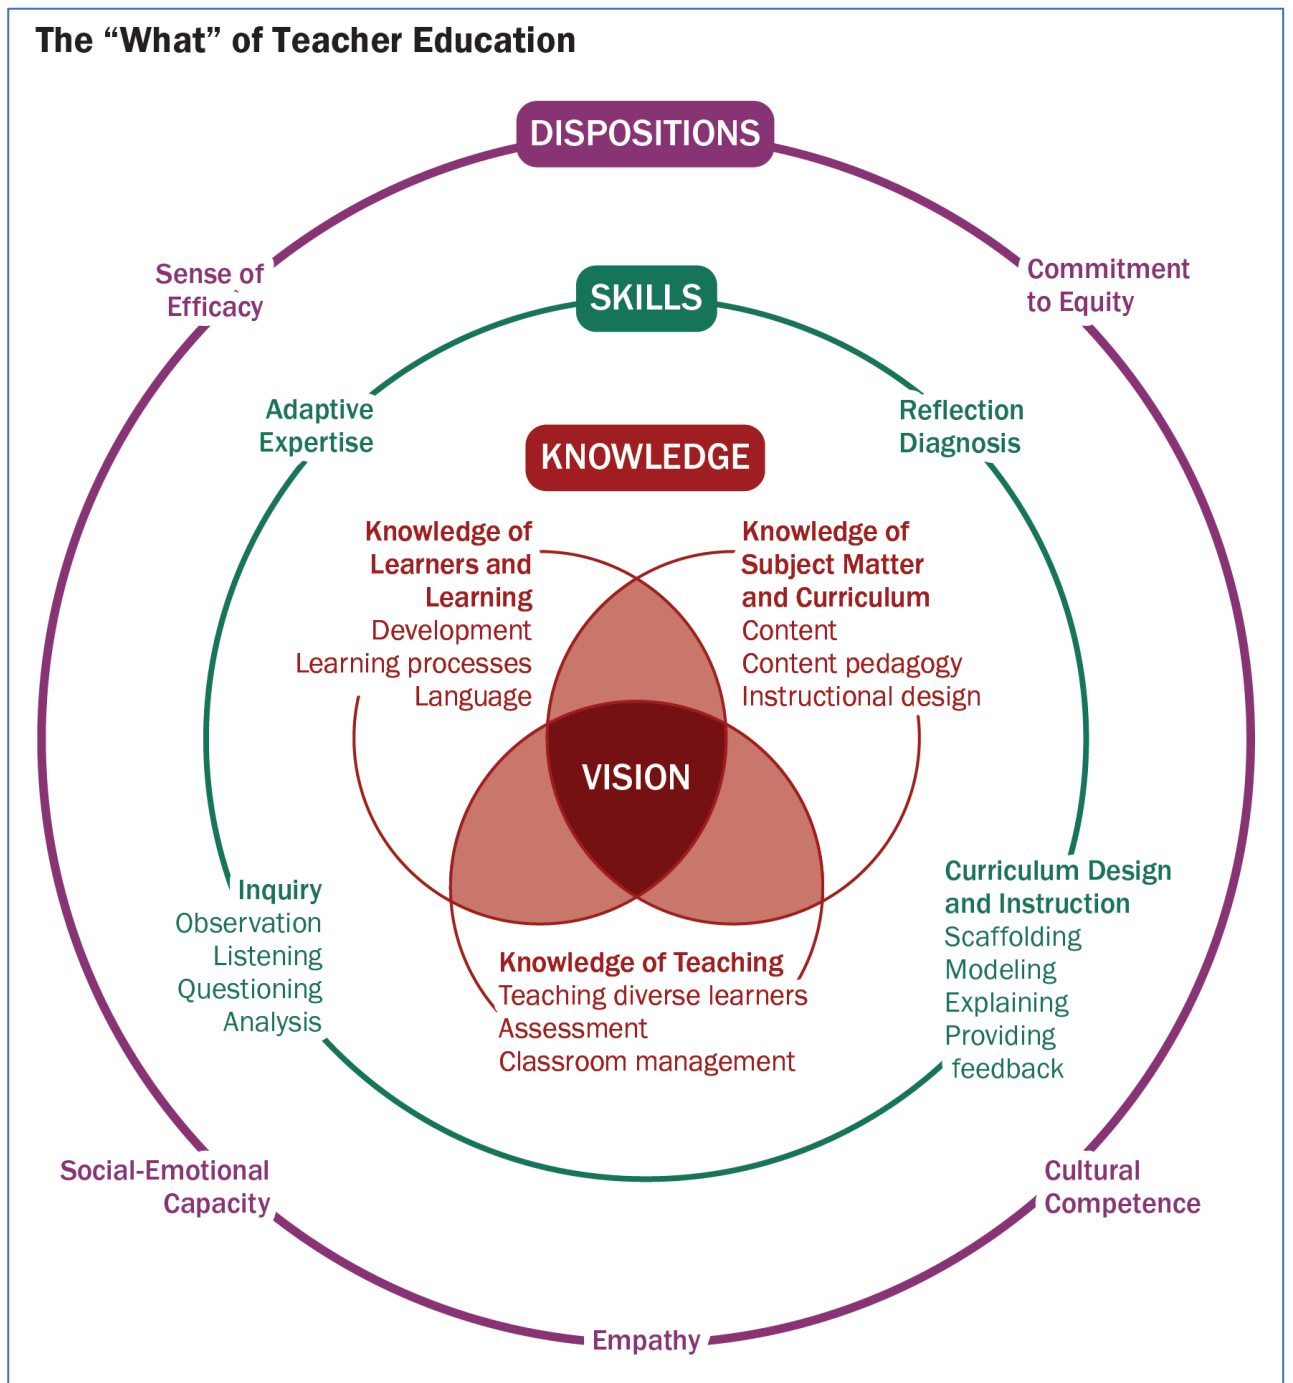 The “What” of Teacher Education
DISPOSITIONS
Sense of
Efficacy
Commitment
to Equity
SKILLS
Adaptive
Expertise
Reflection
Diagnosis
KNOWLEDGE
Knowledge of
Learners and
Learning
Development
Learning processes
Language
Knowledge of
Subject Matter
and Curriculum
Content
Content pedagogy
Instructional design
VISION
Inquiry
Observation
Listening
Questioning
Analysis
Curriculum Design
and Instruction
Scaffolding
Modeling
Explaining
Providing
feedback
Knowledge of Teaching
Teaching diverse learners
Assessment
Classroom management
Social-Emotional
Capacity
Cultural
Competence
Empathy